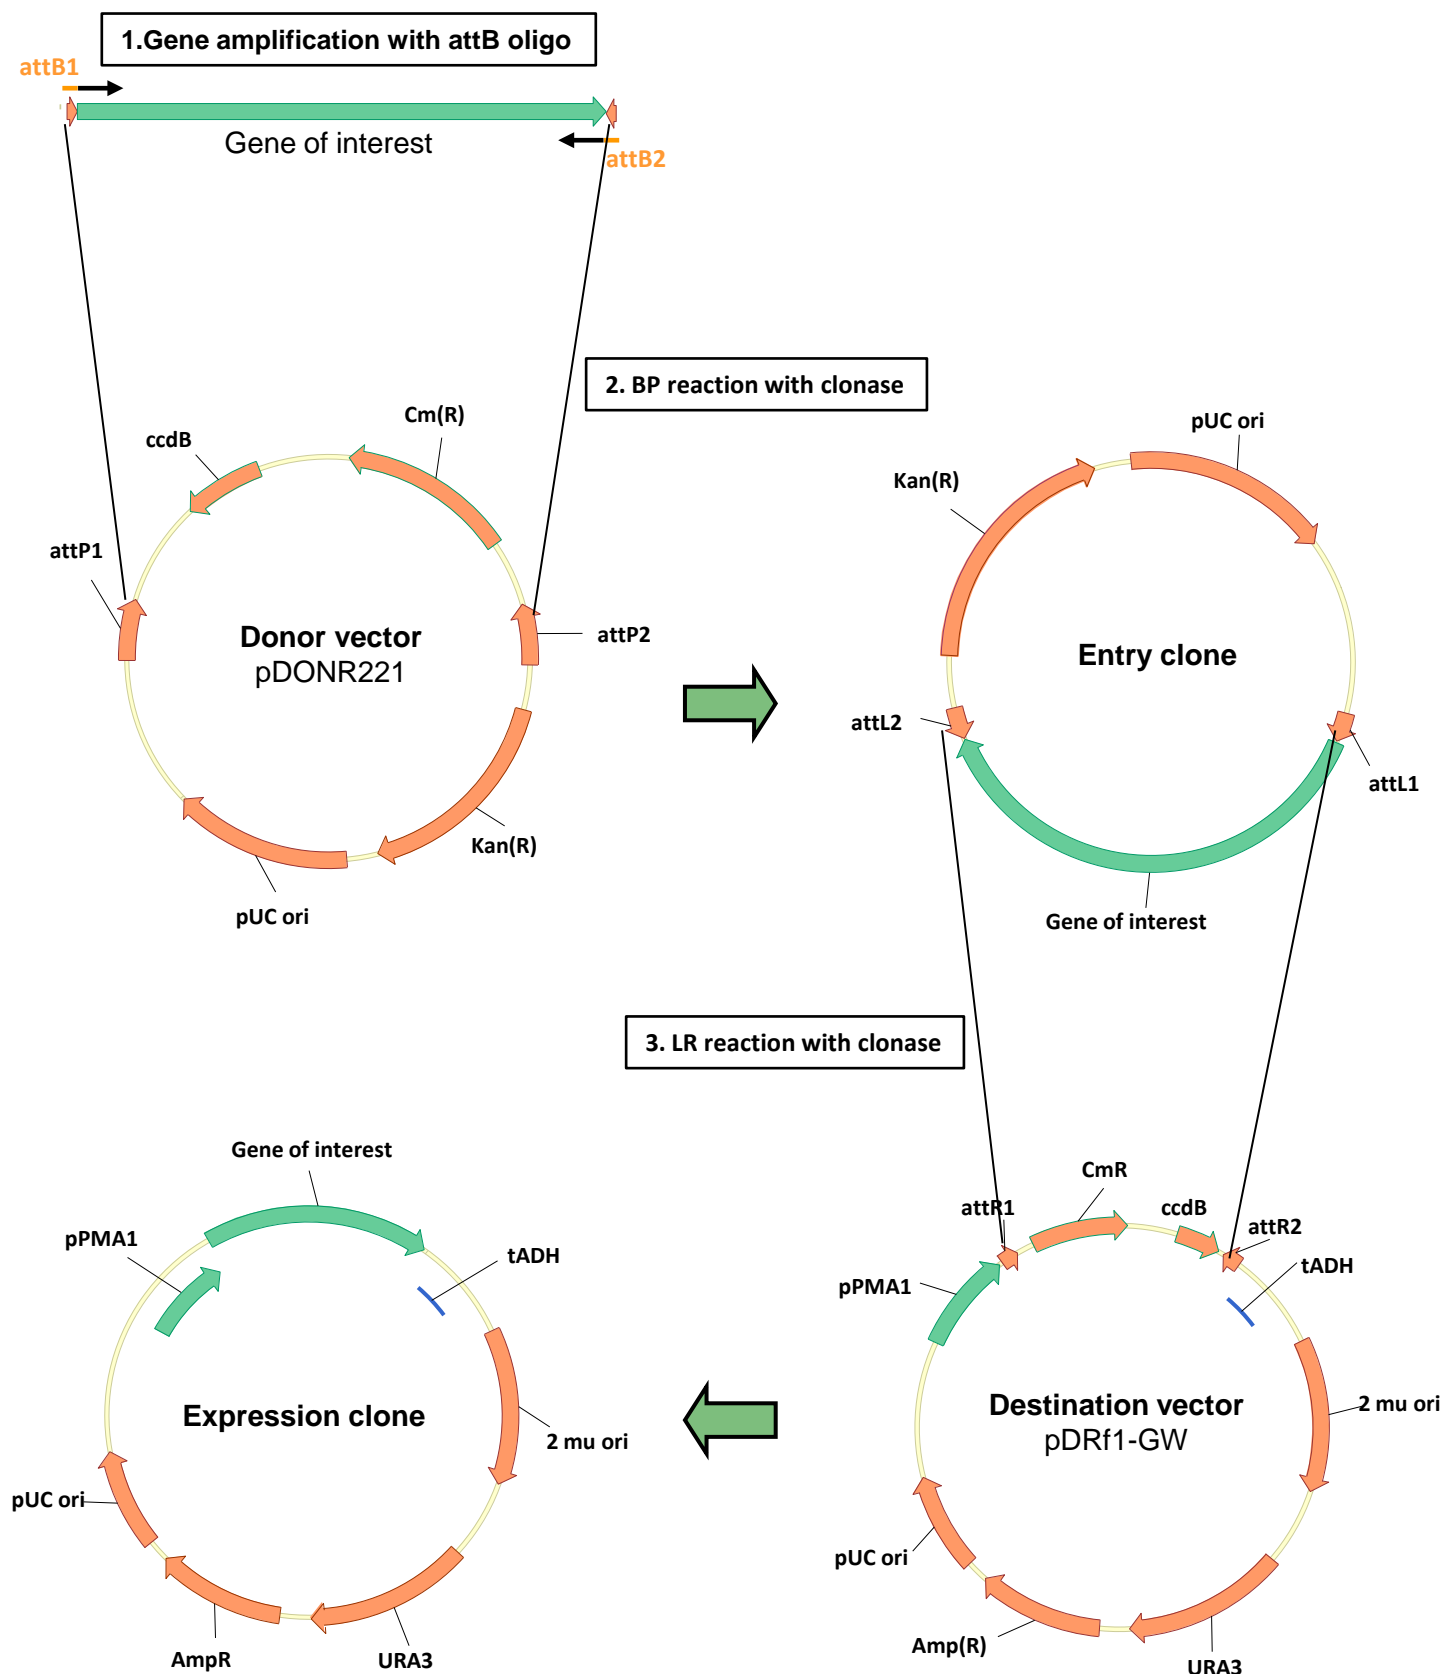 1.Gene amplification with attB oligo
attB1
Gene of interest
attB2
2. BP reaction with clonase
Cm(R)
ccdB
attP1
Donor vector
pDONR221
attP2
Kan(R)
pUC ori
pUC ori
Kan(R)
Entry clone
attL2
attL1
Gene of interest
3. LR reaction with clonase
Gene of interest
pPMA1
tADH
Expression clone
2 mu ori
pUC ori
AmpR
URA3
CmR
attR1
ccdB
attR2
tADH
pPMA1
Destination vector
pDRf1-GW
2 mu ori
pUC ori
Amp(R)
URA3